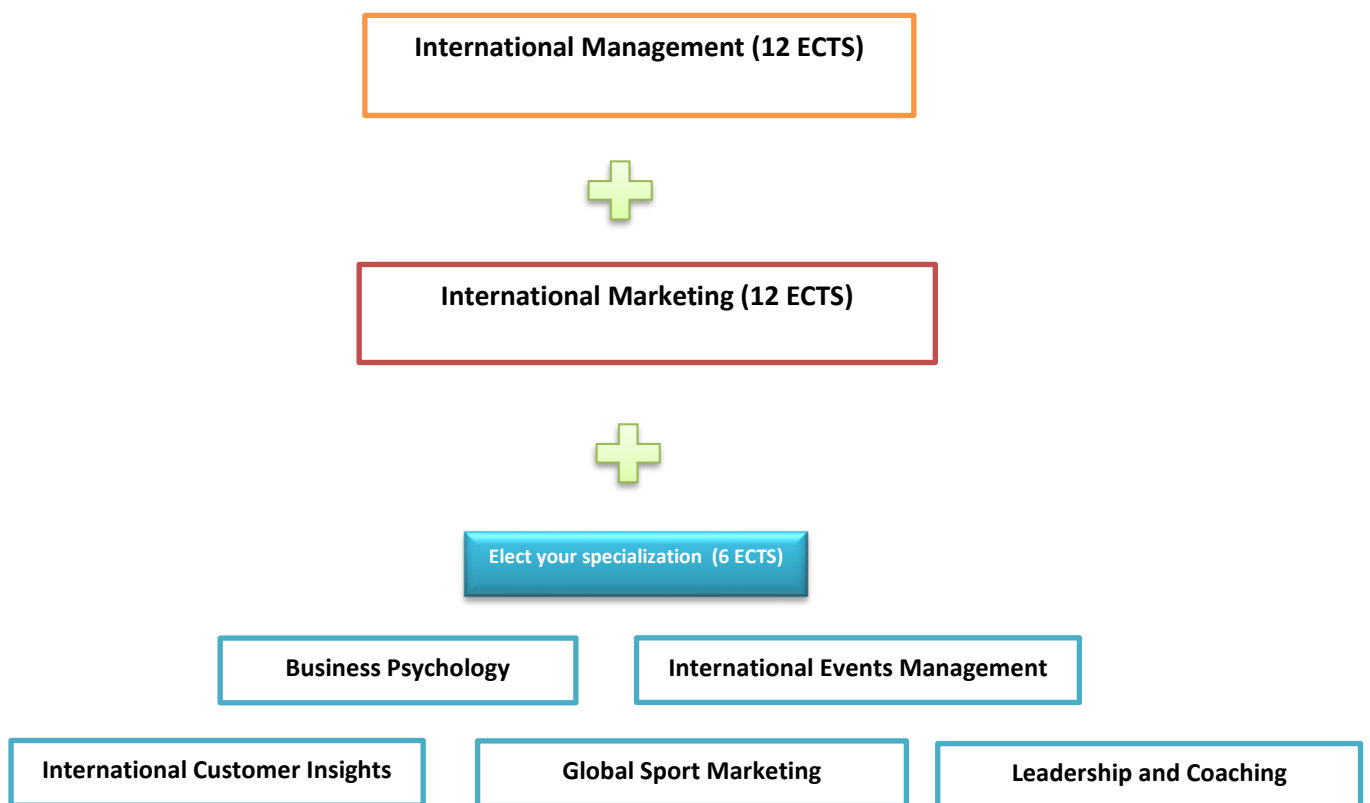 International Management (12 ECTS)
International Marketing (12 ECTS)
Elect your specialization (6 ECTS)
Business Psychology
International Events Management
International Customer Insights
Global Sport Marketing
Leadership and Coaching